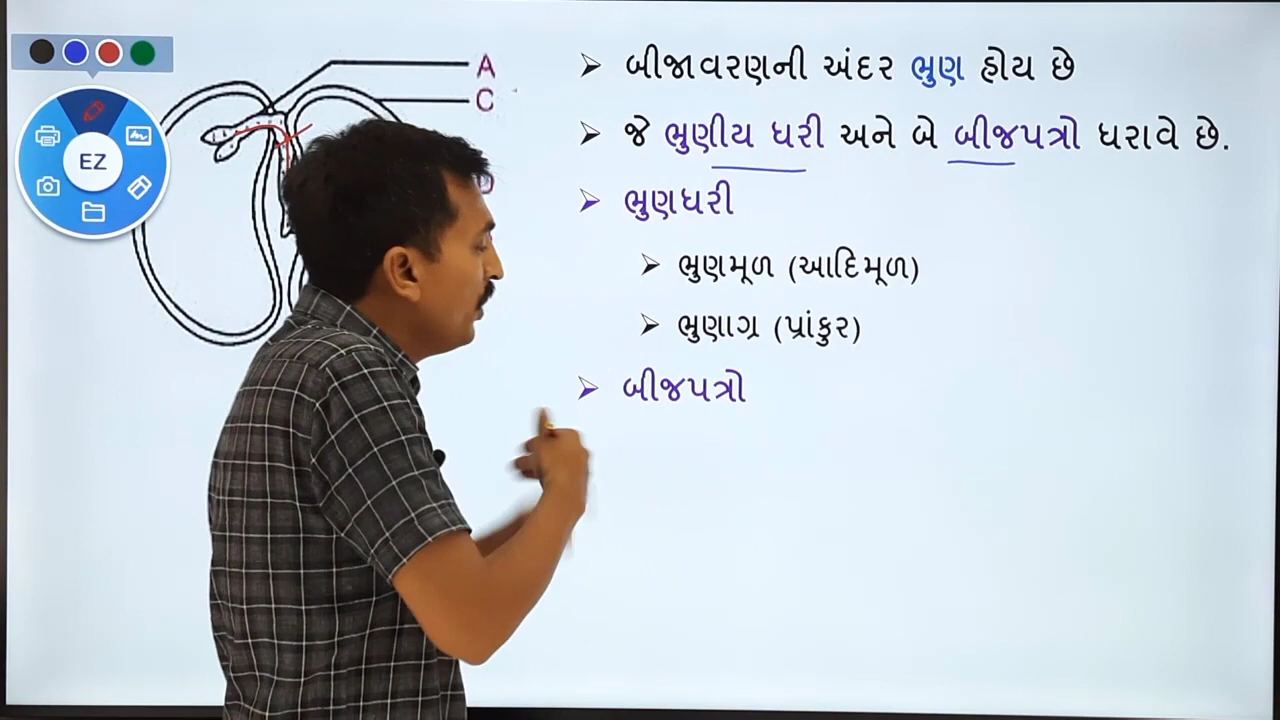 EZ
A
C
બીજાવરણની અંદર ભ્રુણ હોય છે
જે ભ્રુણીય ધરી અને બે બીજપત્રો ધરાવે છે.
ભ્રુણધરી
ભ્રુણમૂળ (આદિમૂળ)
ભ્રુણાગ્ર (પ્રાંકુર)
બીજપત્રો